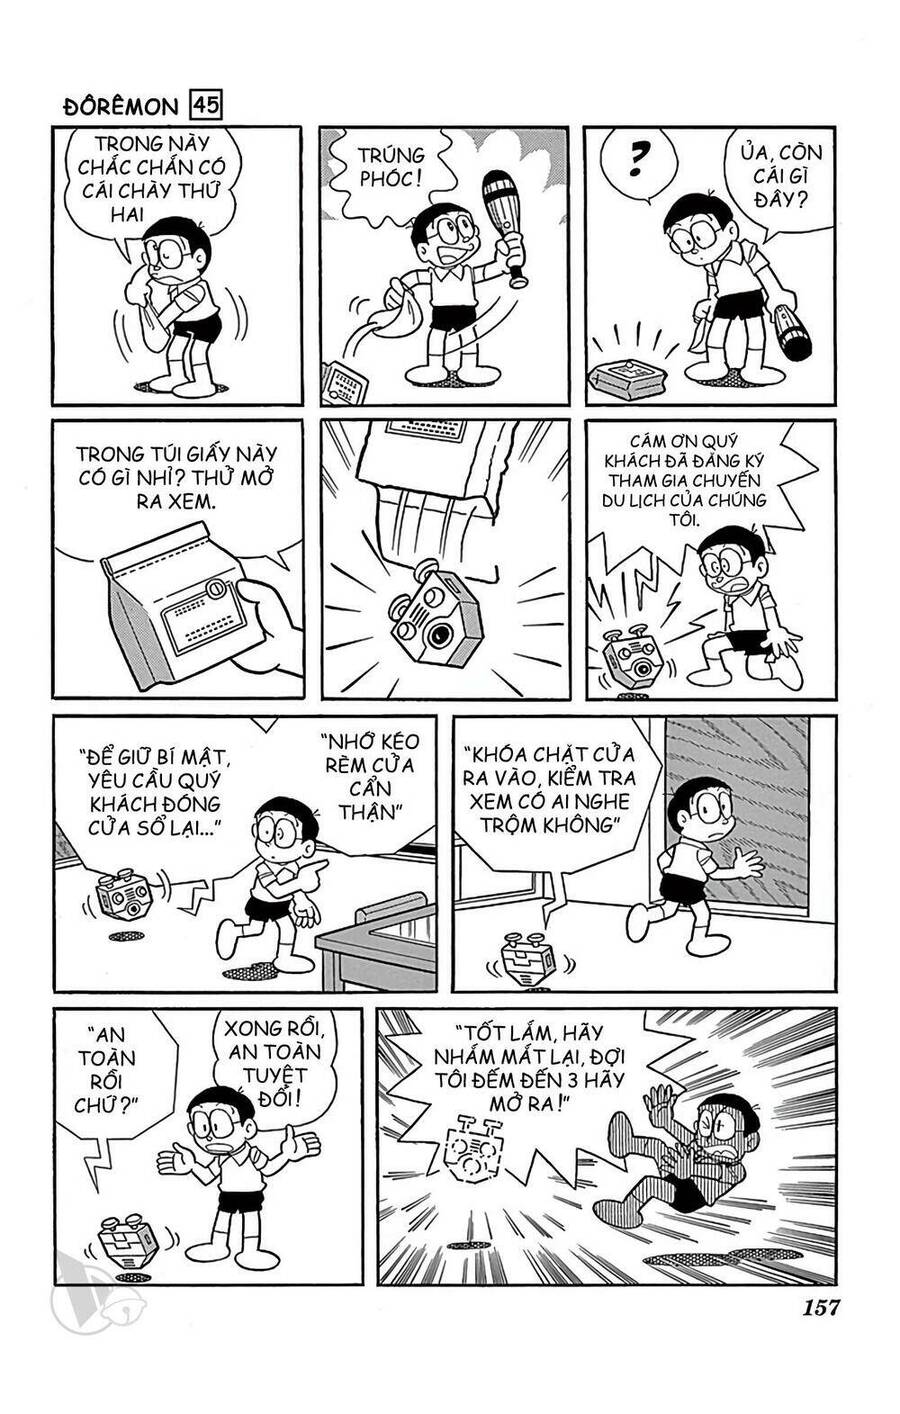 ĐÔRÊMON 45
TRONG NÀY
CHẮC CHẮN CÓ
CÁI CHÀY THỨ
HAI
TRÚNG
PHÓC!
?
ỦA, CÒN
CÁI GÌ
ĐÂY?
TRONG TÚI GIẤY NÀY
CÓ GÌ NHỈ? THỬ MỞ
RA XEM.
CÁM ƠN QUÝ
KHÁCH ĐÃ ĐĂNG KÝ
THAM GIA CHUYẾN
DU LỊCH CỦA CHÚNG
TÔI.
"ĐỂ GIỮ BÍ MẬT,
YÊU CẦU QUÝ
KHÁCH ĐÓNG
CỬA SỔ LẠI..."
"NHỚ KÉO
RÈM CỬA
CẨN
THẬN"
"KHÓA CHẶT CỬA
RA VÀO, KIỂM TRA
XEM CÓ AI NGHE
TRỘM KHÔNG"
"AN
TOÀN
RỒI
CHỨ?"
XONG RỒI,
AN TOÀN
TUYỆT
ĐỐI!
"TỐT LẮM, HÃY
NHẮM MẮT LẠI, ĐỢI
TÔI ĐẾM ĐẾN 3 HÃY
MỞ RA!"
157